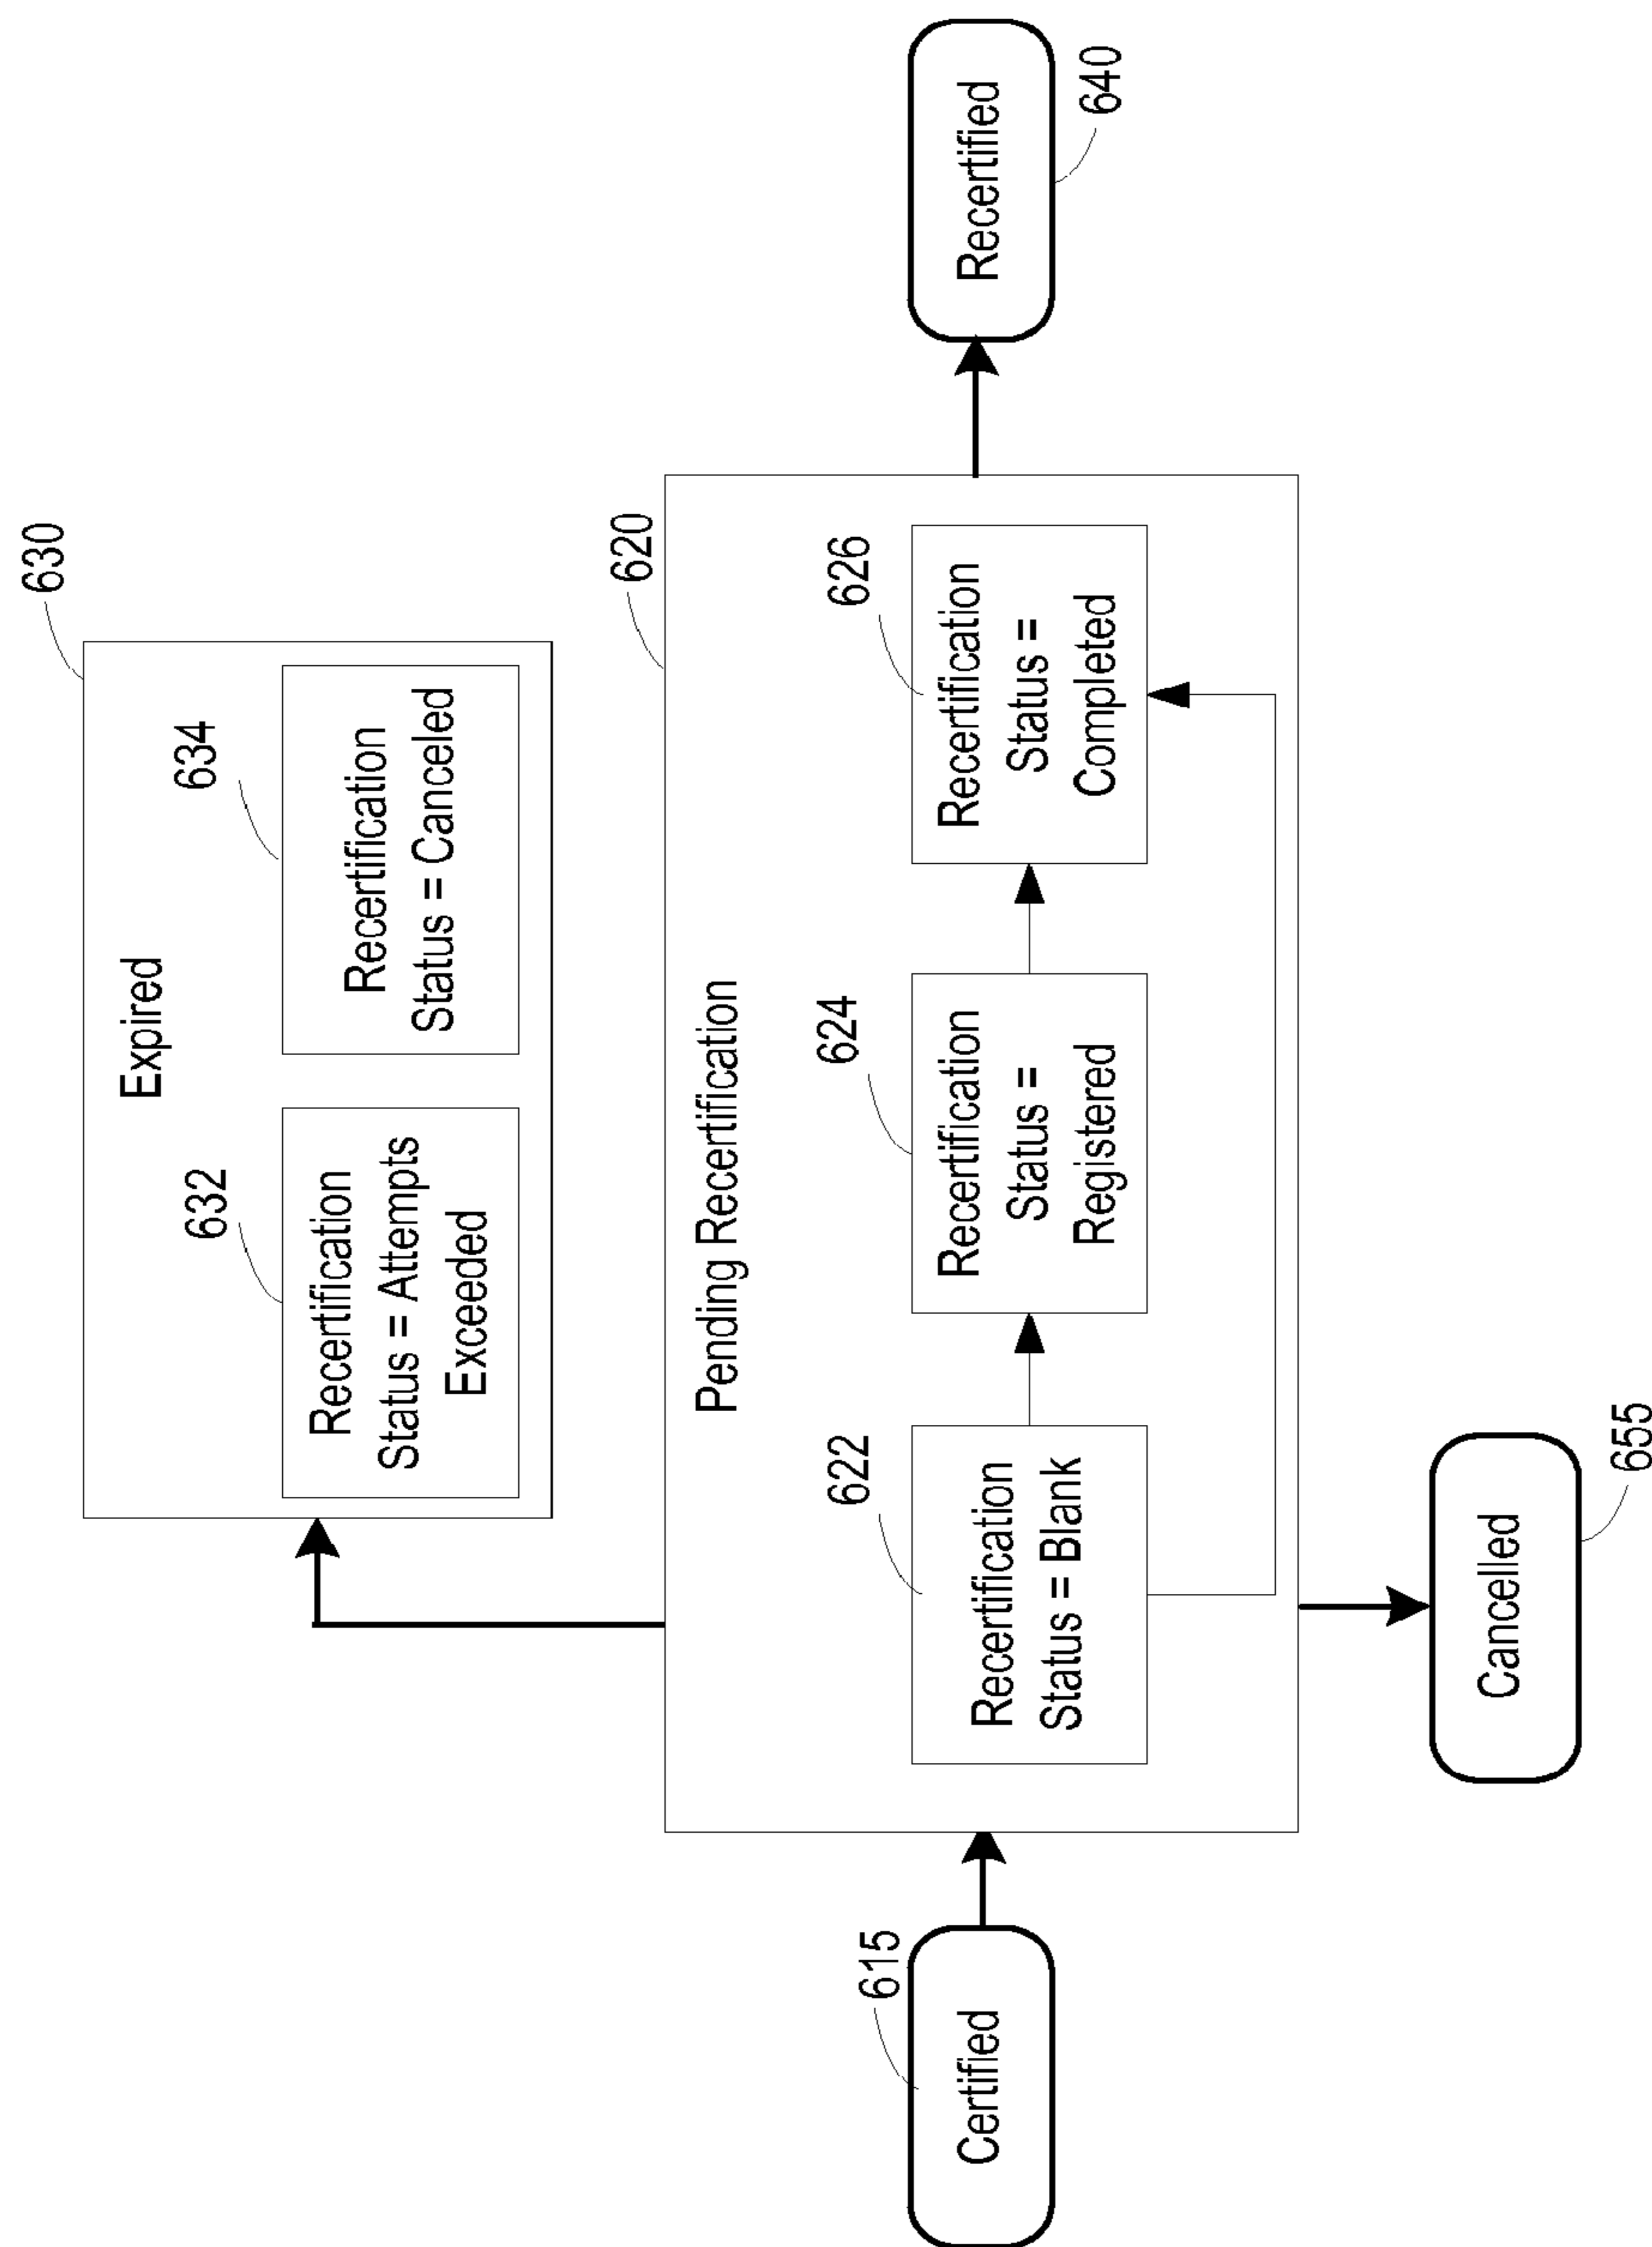 630
Expired
632
634
Recertification
Status = Attempts
Exceeded
Recertification
Status = Canceled
620
Pending Recertification
615
Certified
622
Recertification
Status = Blank
624
Recertification
Status =
Registered
626
Recertification
Status =
Completed
Recertified
640
Cancelled
655